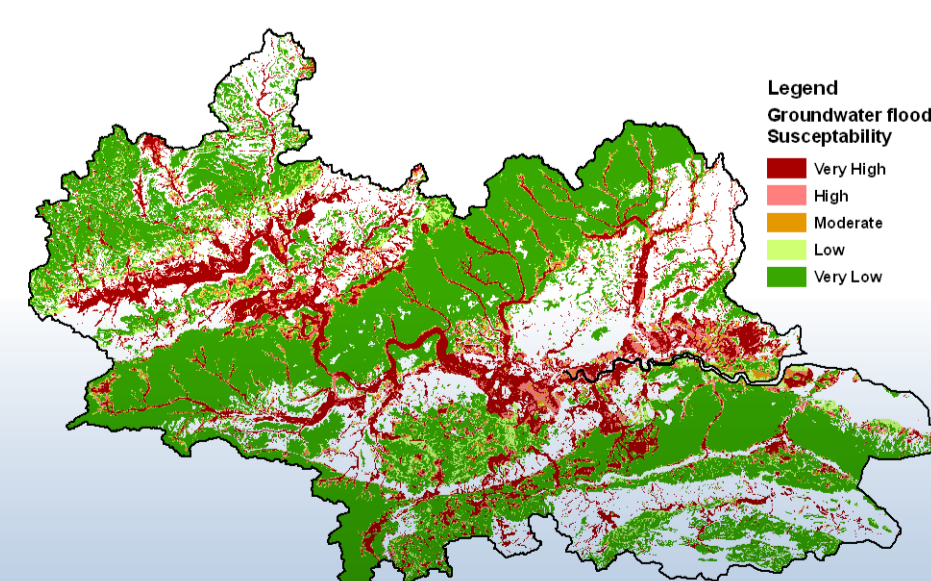 Legend
Groundwater flood
Susceptability
Very High
High
Moderate
Low
Very Low